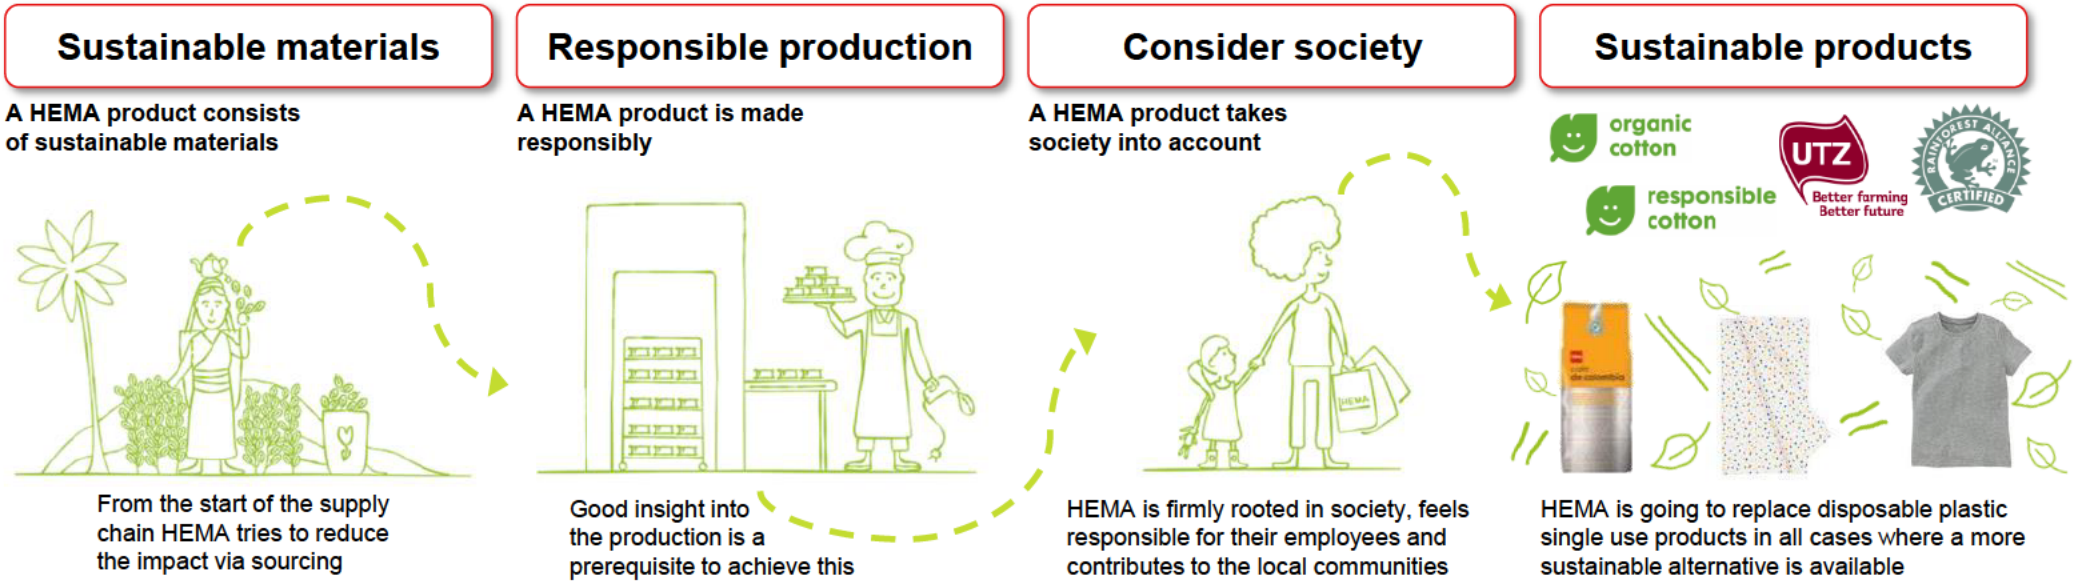 Sustainable materials
A HEMA product consists
of sustainable materials
From the start of the supply
chain HEMA tries to reduce
the impact via sourcing
Responsible production
A HEMA product is made
responsibly
Good insight into
the production is a
prerequisite to achieve this
Consider society
A HEMA product takes
society into account
HEMA
HEMA is firmly rooted in society, feels
responsible for their employees and
contributes to the local communities
Sustainable products
organic
cotton
responsible
cotton
UTZ
Better farming
Better future
RAINFOREST ALLIANCE
CERTIFIED
de colombia
HEMA is going to replace disposable plastic
single use products in all cases where a more
sustainable alternative is available